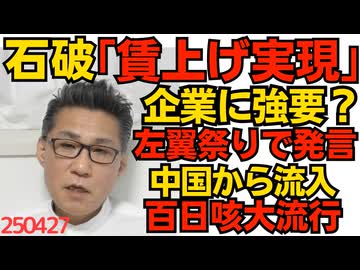 石破「賃上げ実現」
企業に強要？
左翼祭りで発言
中国から流入
百日咳大流行
250427